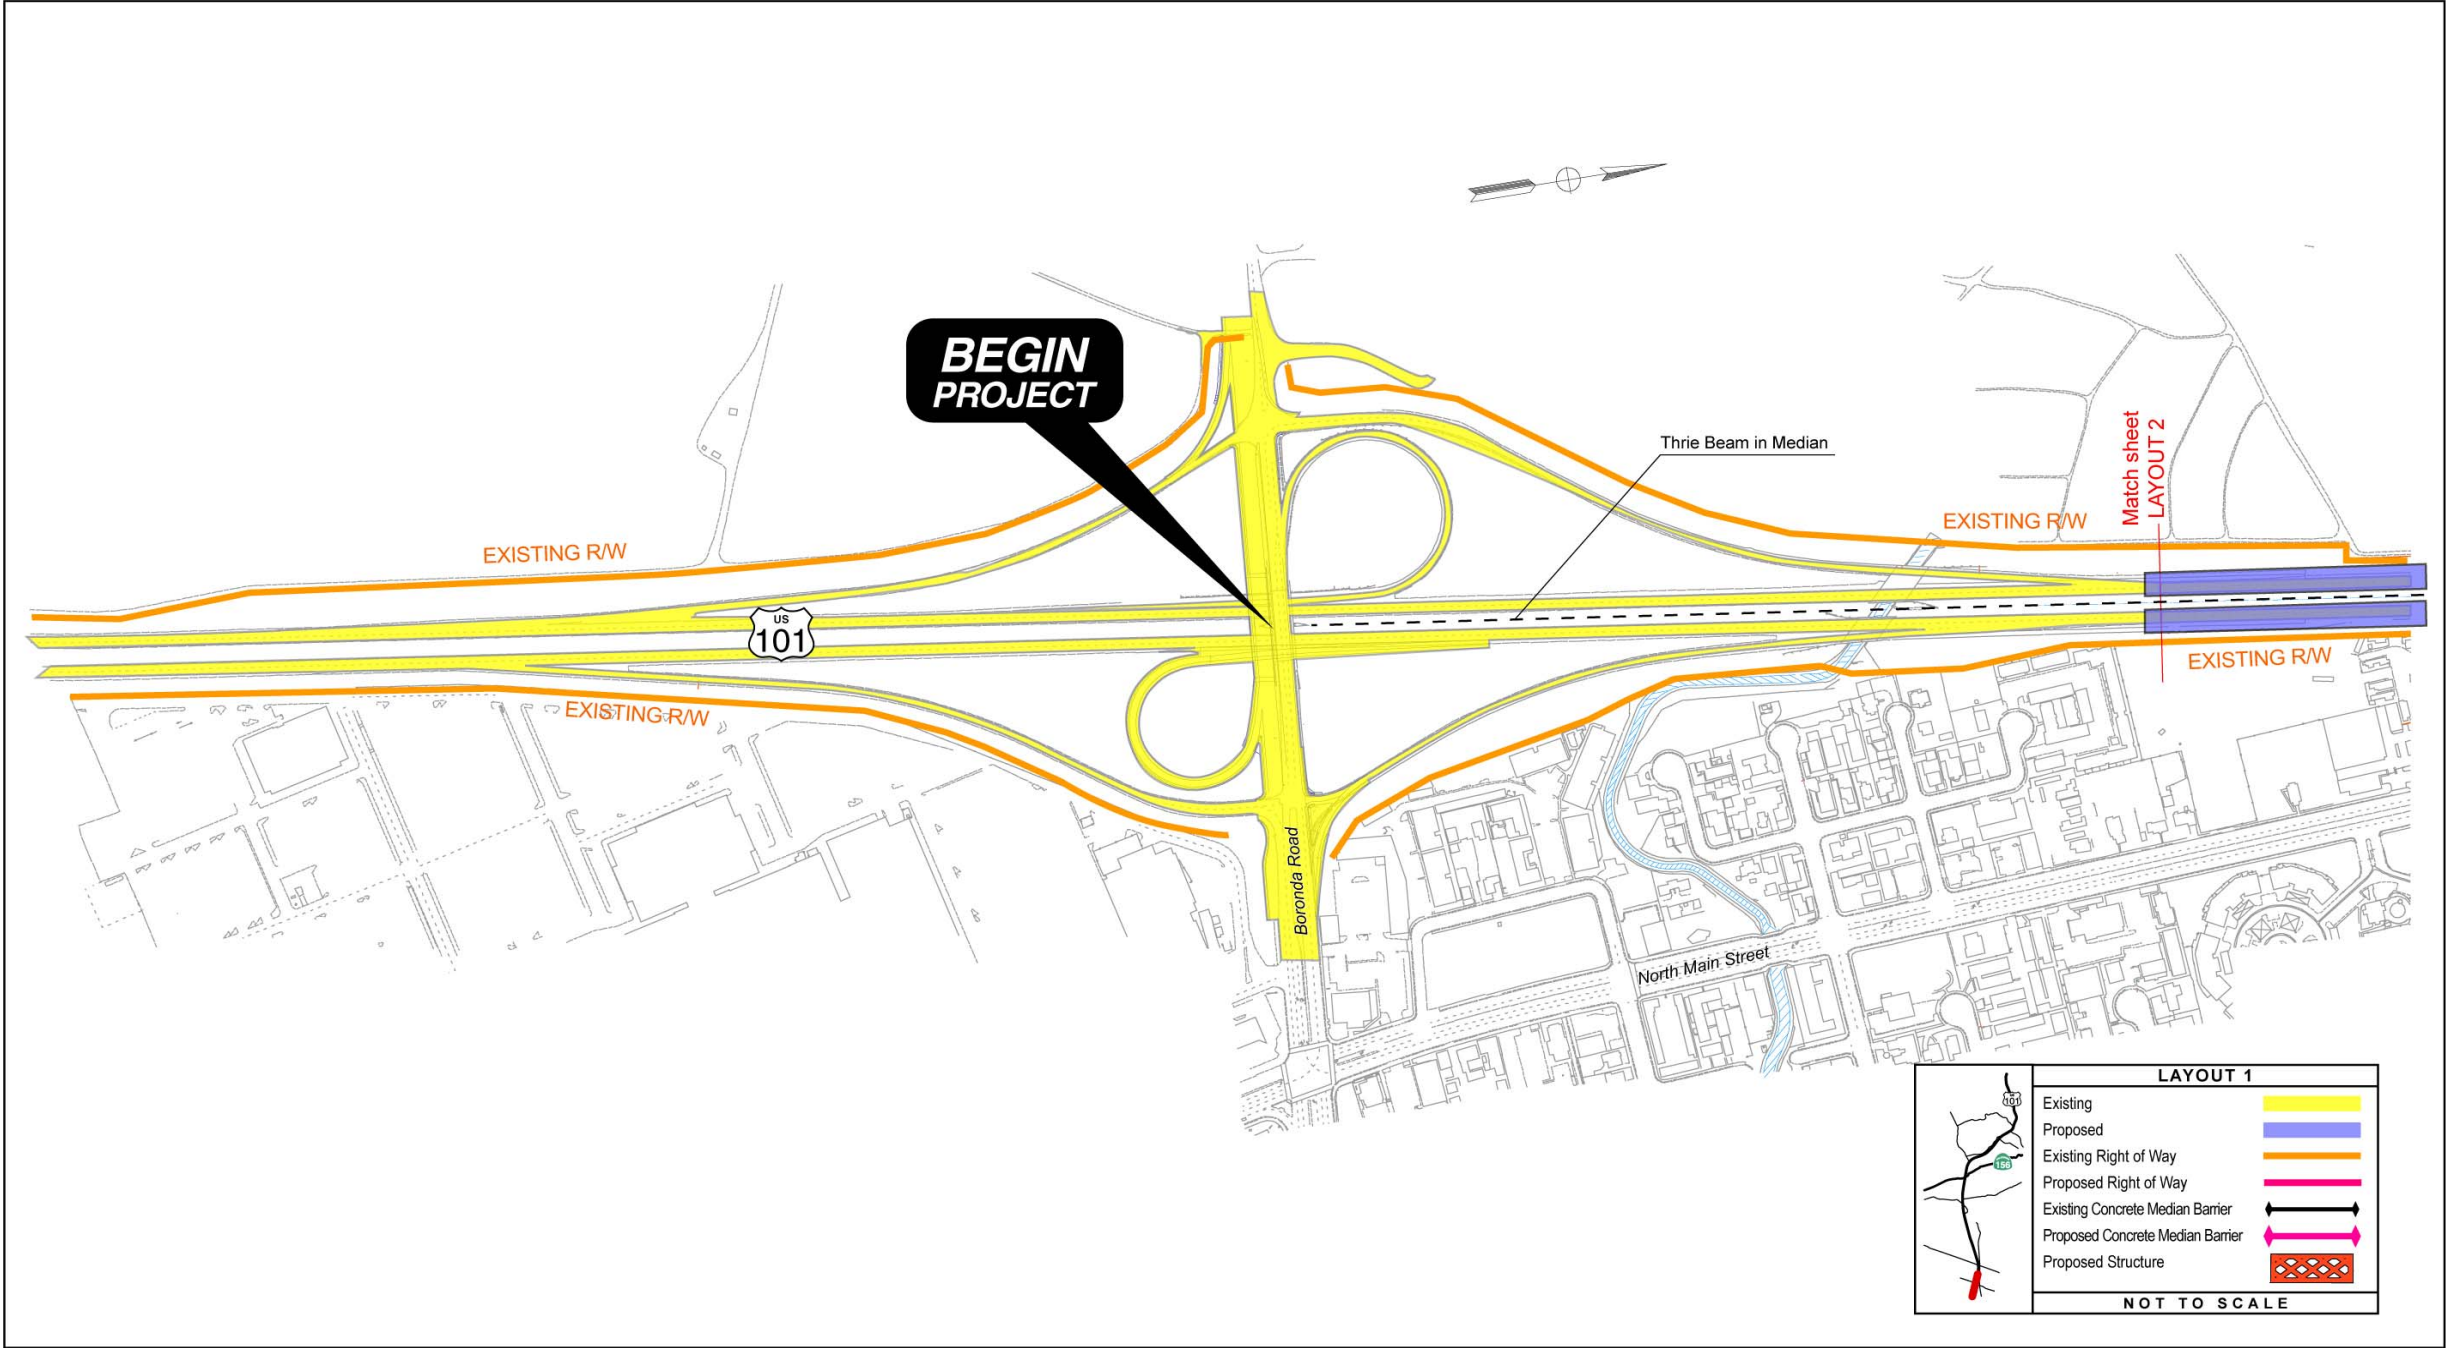 BEGIN
PROJECT
Thrie Beam in Median
Match sheet
LAYOUT 2
EXISTING R/W
EXISTING R/W
US
101
EXISTING R/W
EXISTING R/W
Boronda Road
North Main Street
LAYOUT 1
101
156
Existing
Proposed
Existing Right of Way
Proposed Right of Way
Existing Concrete Median Barrier
Proposed Concrete Median Barrier
Proposed Structure
NOT TO SCALE